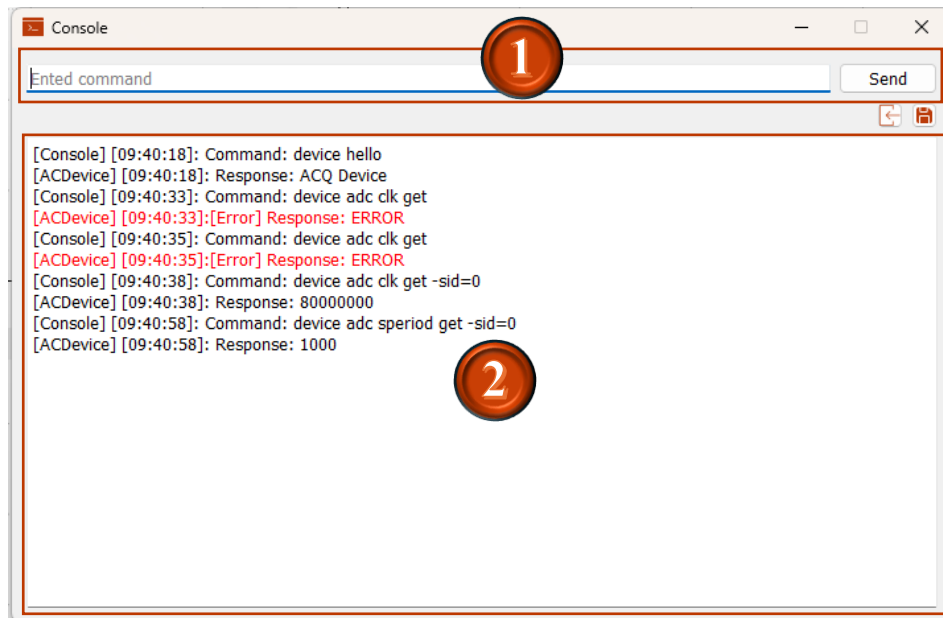 Console
1
Ented command
Send
[Console] [09:40:18]: Command: device hello
[ACDevice] [09:40:18]: Response: ACQ Device
[Console] [09:40:33]: Command: device adc clk get
[ACDevice] [09:40:33]:[Error] Response: ERROR
[Console] [09:40:35]: Command: device adc clk get
[ACDevice] [09:40:35]:[Error] Response: ERROR
[Console] [09:40:38]: Command: device adc clk get -sid=0
[ACDevice] [09:40:38]: Response: 80000000
[Console] [09:40:58]: Command: device adc speriod get -sid=0
[ACDevice] [09:40:58]: Response: 1000
2